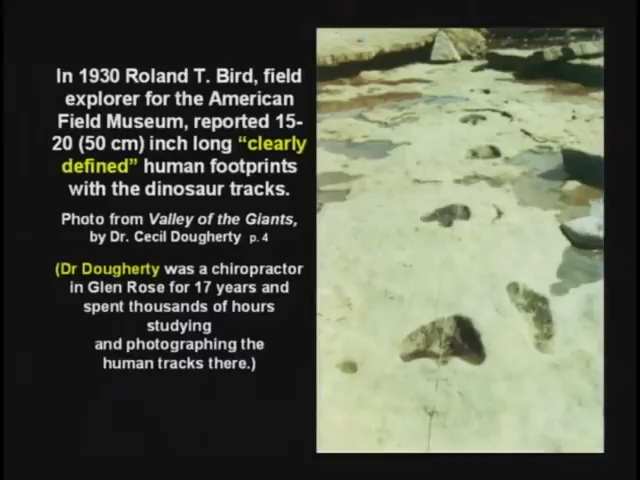 In 1930 Roland T. Bird, field
explorer for the American
Field Museum, reported 15-
20 (50 cm) inch long “clearly
defined” human footprints
with the dinosaur tracks.
Photo from Valley of the Giants,
by Dr. Cecil Dougherty p. 4
(Dr Dougherty was a chiropractor
in Glen Rose for 17 years and
spent thousands of hours
studying
and photographing the
human tracks there.)